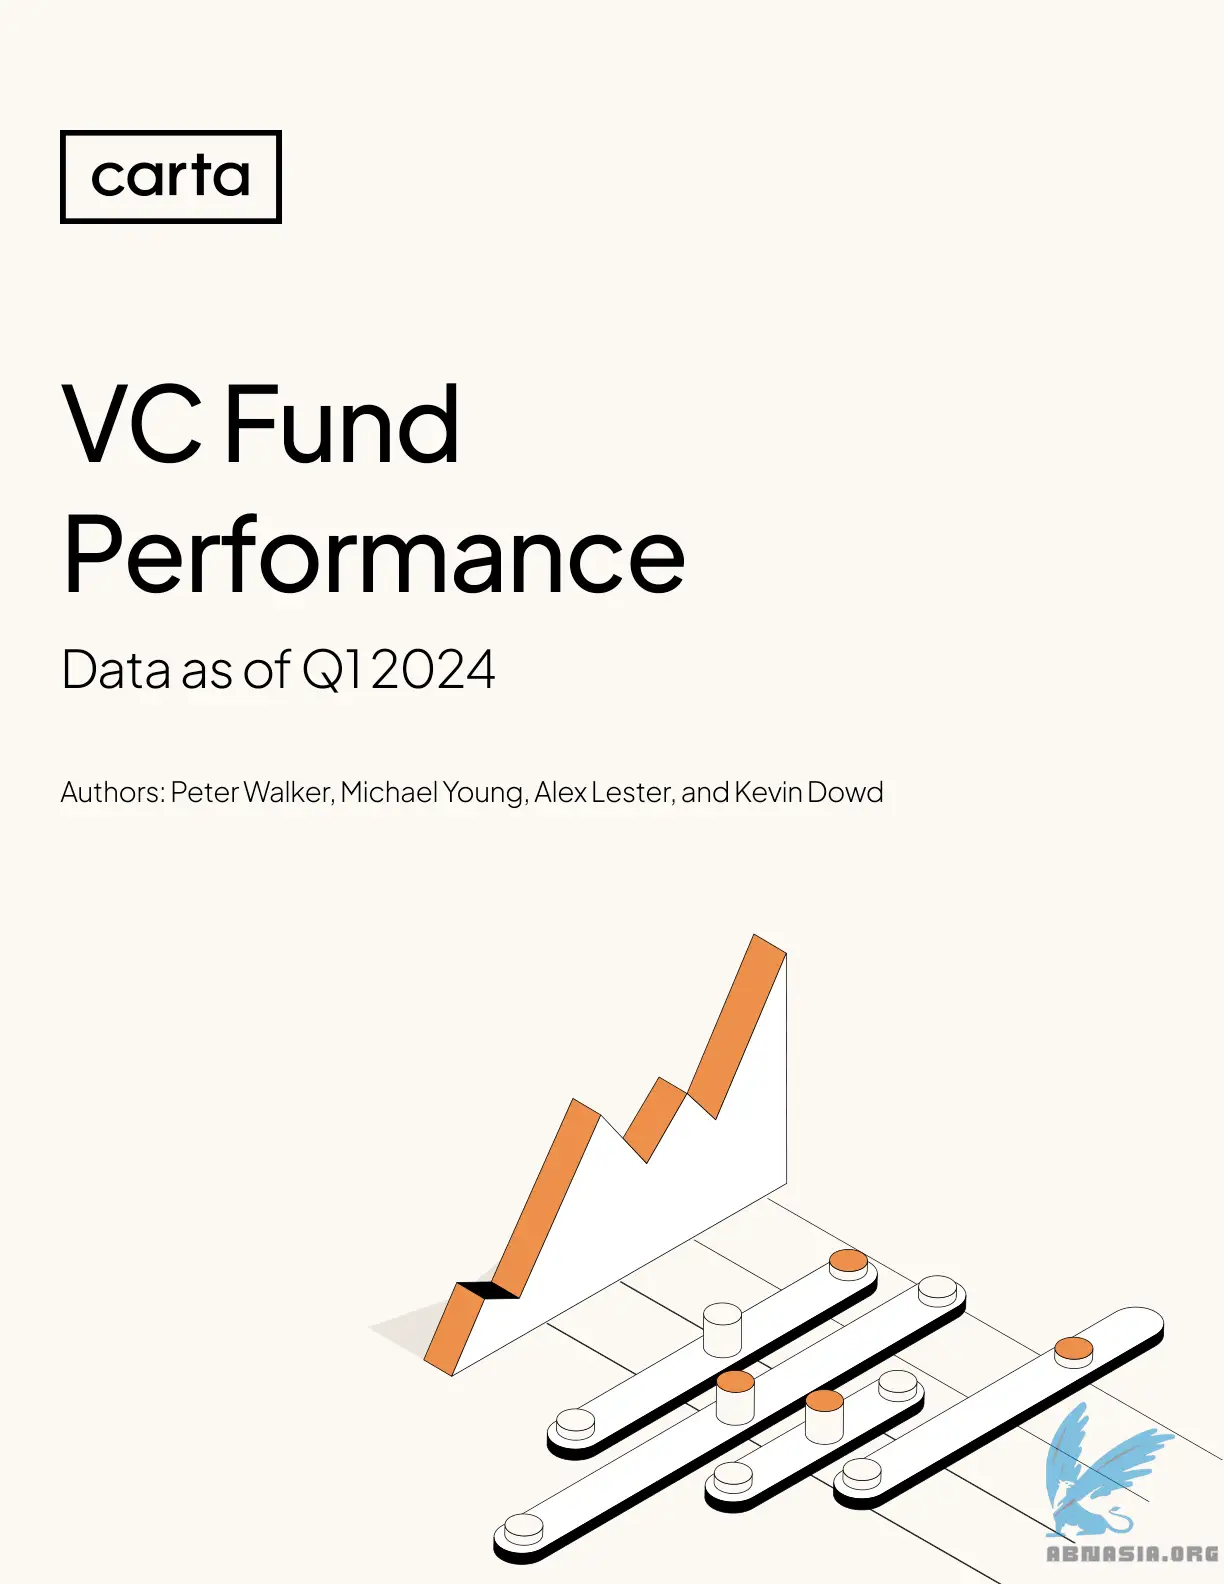 carta
VC Fund
Performance
Data as of Q1 2024
Authors: Peter Walker, Michael Young, Alex Lester, and Kevin Dowd
ABNASIA.ORG